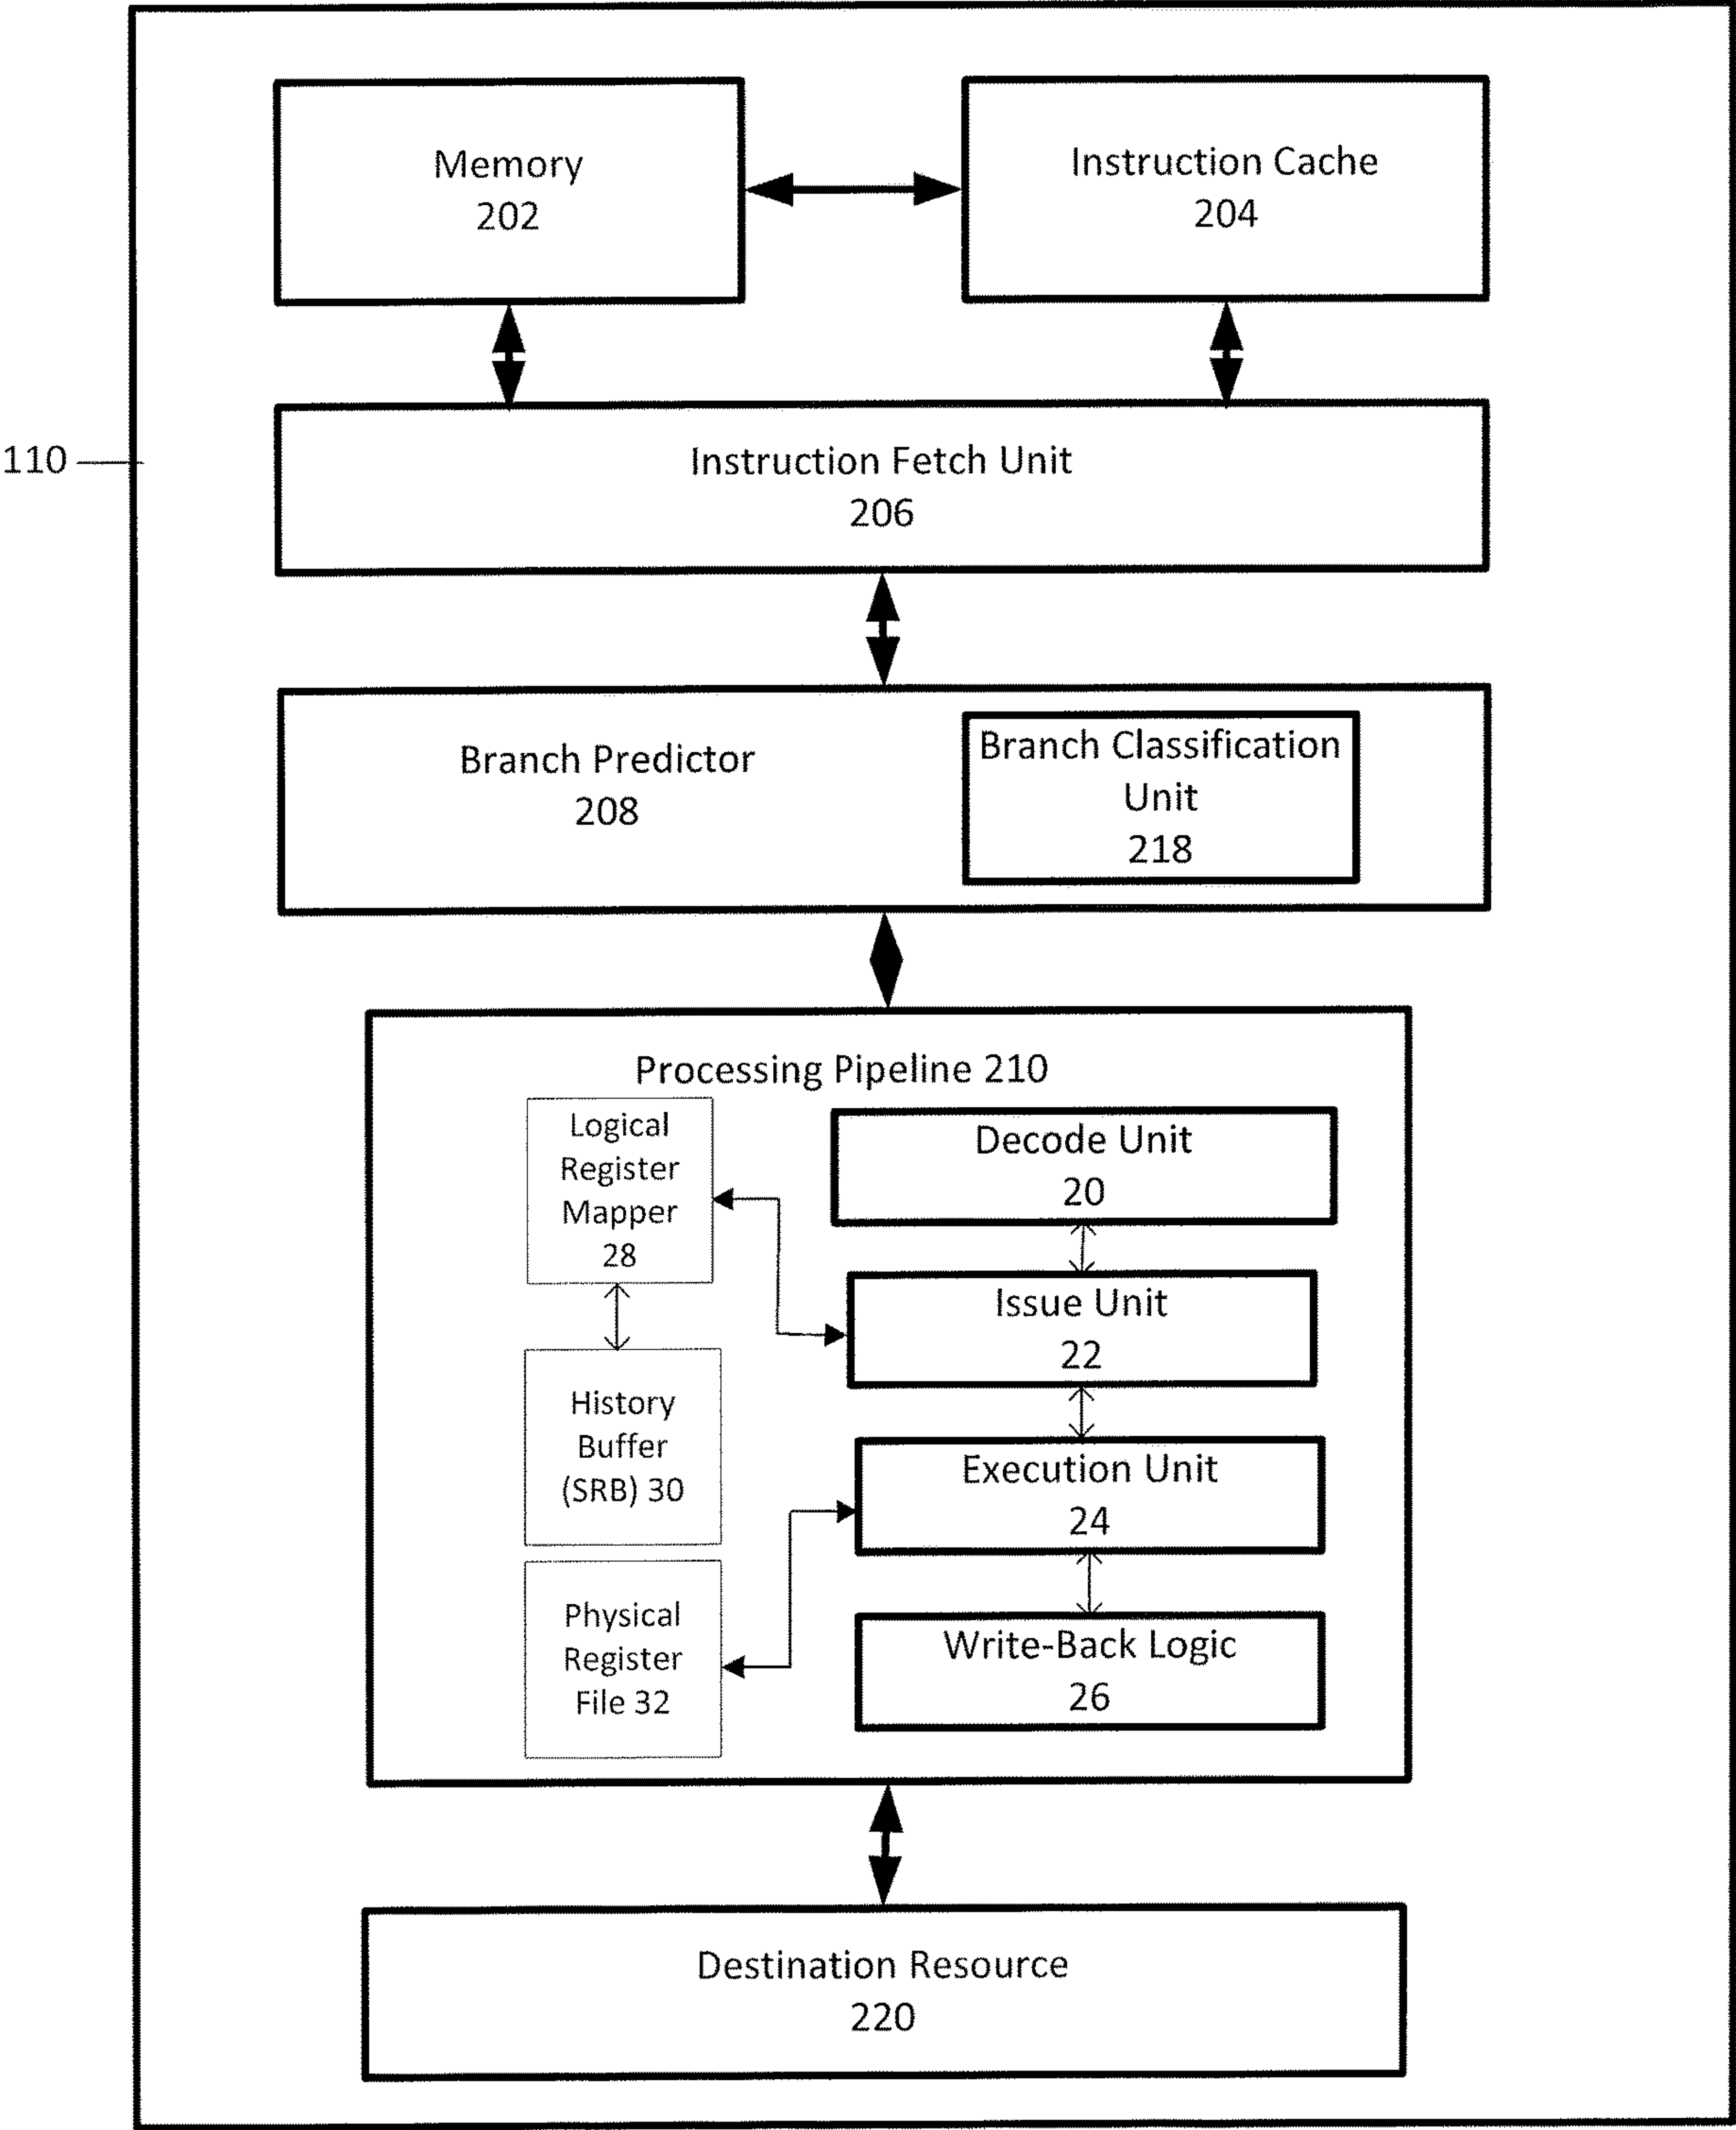 Memory
202
Instruction Cache
204
110
Instruction Fetch Unit
206
Branch Predictor
208
Branch Classification
Unit
218
Processing Pipeline 210
Logical
Register
Mapper
28
Decode Unit
20
Issue Unit
22
History
Buffer
(SRB) 30
Execution Unit
24
Physical
Register
File 32
Write-Back Logic
26
Destination Resource
220